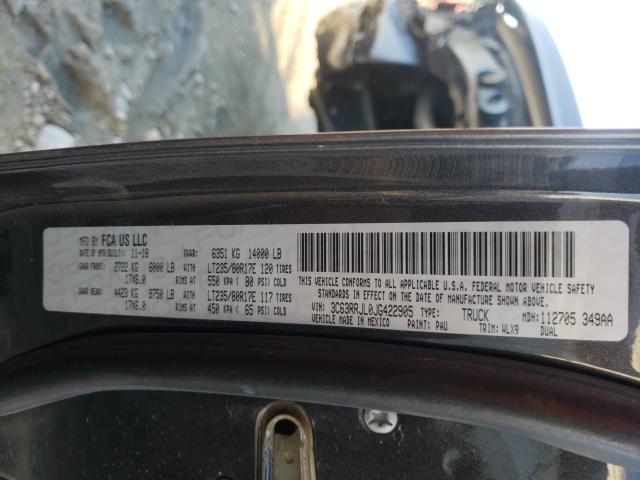 MFD BY FCA US LLC
DATE OF MFR/BUILT: 11-18 GVWR: 6351 KG 14000 LB
GAWR FRONT: 2722 KG 6000 LB WITH LT235/80R17E 120 TIRES
17X6.0 550 KPA ( 80 PSI) COLD
GAWR REAR: 4423 KG 9750 LB WITH LT235/80R17E 117 TIRES
17X6.0 450 KPA ( 65 PSI) COLD
THIS VEHICLE CONFORMS TO ALL APPLICABLE U.S.A. FEDERAL MOTOR VEHICLE SAFETY
STANDARDS IN EFFECT ON THE DATE OF MANUFACTURE SHOWN ABOVE.
VIN: 3C63RRJL0JG422905 TYPE: TRUCK MDH: 112705 349AA
VEHICLE MADE IN MEXICO PAINT: PAU TRIM: WLX9 DUAL